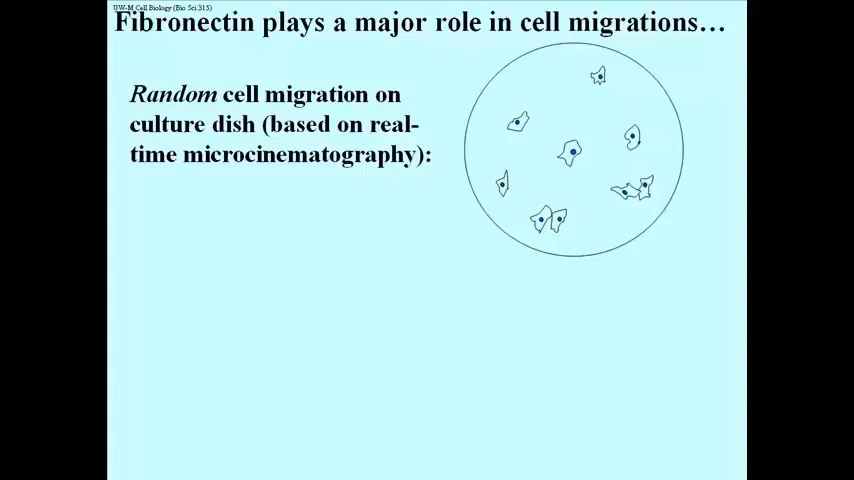 UW-M Cell Biology (Bio Sci 315)
Fibronectin plays a major role in cell migrations…
Random cell migration on
culture dish (based on real-
time microcinematography):